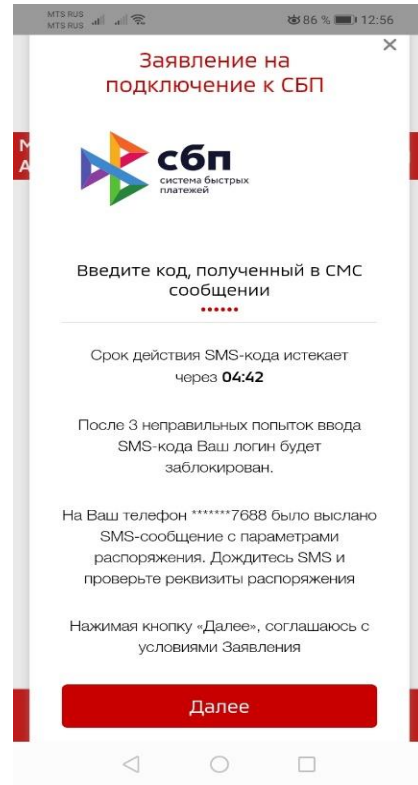 MTS RUS
MTS RUS
86 % 12:56
Заявление на
подключение к СБП
М
А
сбп
система быстрых
платежей
Введите код, полученный в СМС
сообщении
Срок действия SMS-кода истекает
через 04:42
После 3 неправильных попыток ввода
SMS-кода Ваш логин будет
заблокирован.
На Ваш телефон *******7688 было выслано
SMS-сообщение с параметрами
распоряжения. Дождитесь SMS и
проверьте реквизиты распоряжения
Нажимая кнопку «Далее», соглашаюсь с
условиями Заявления
Далее